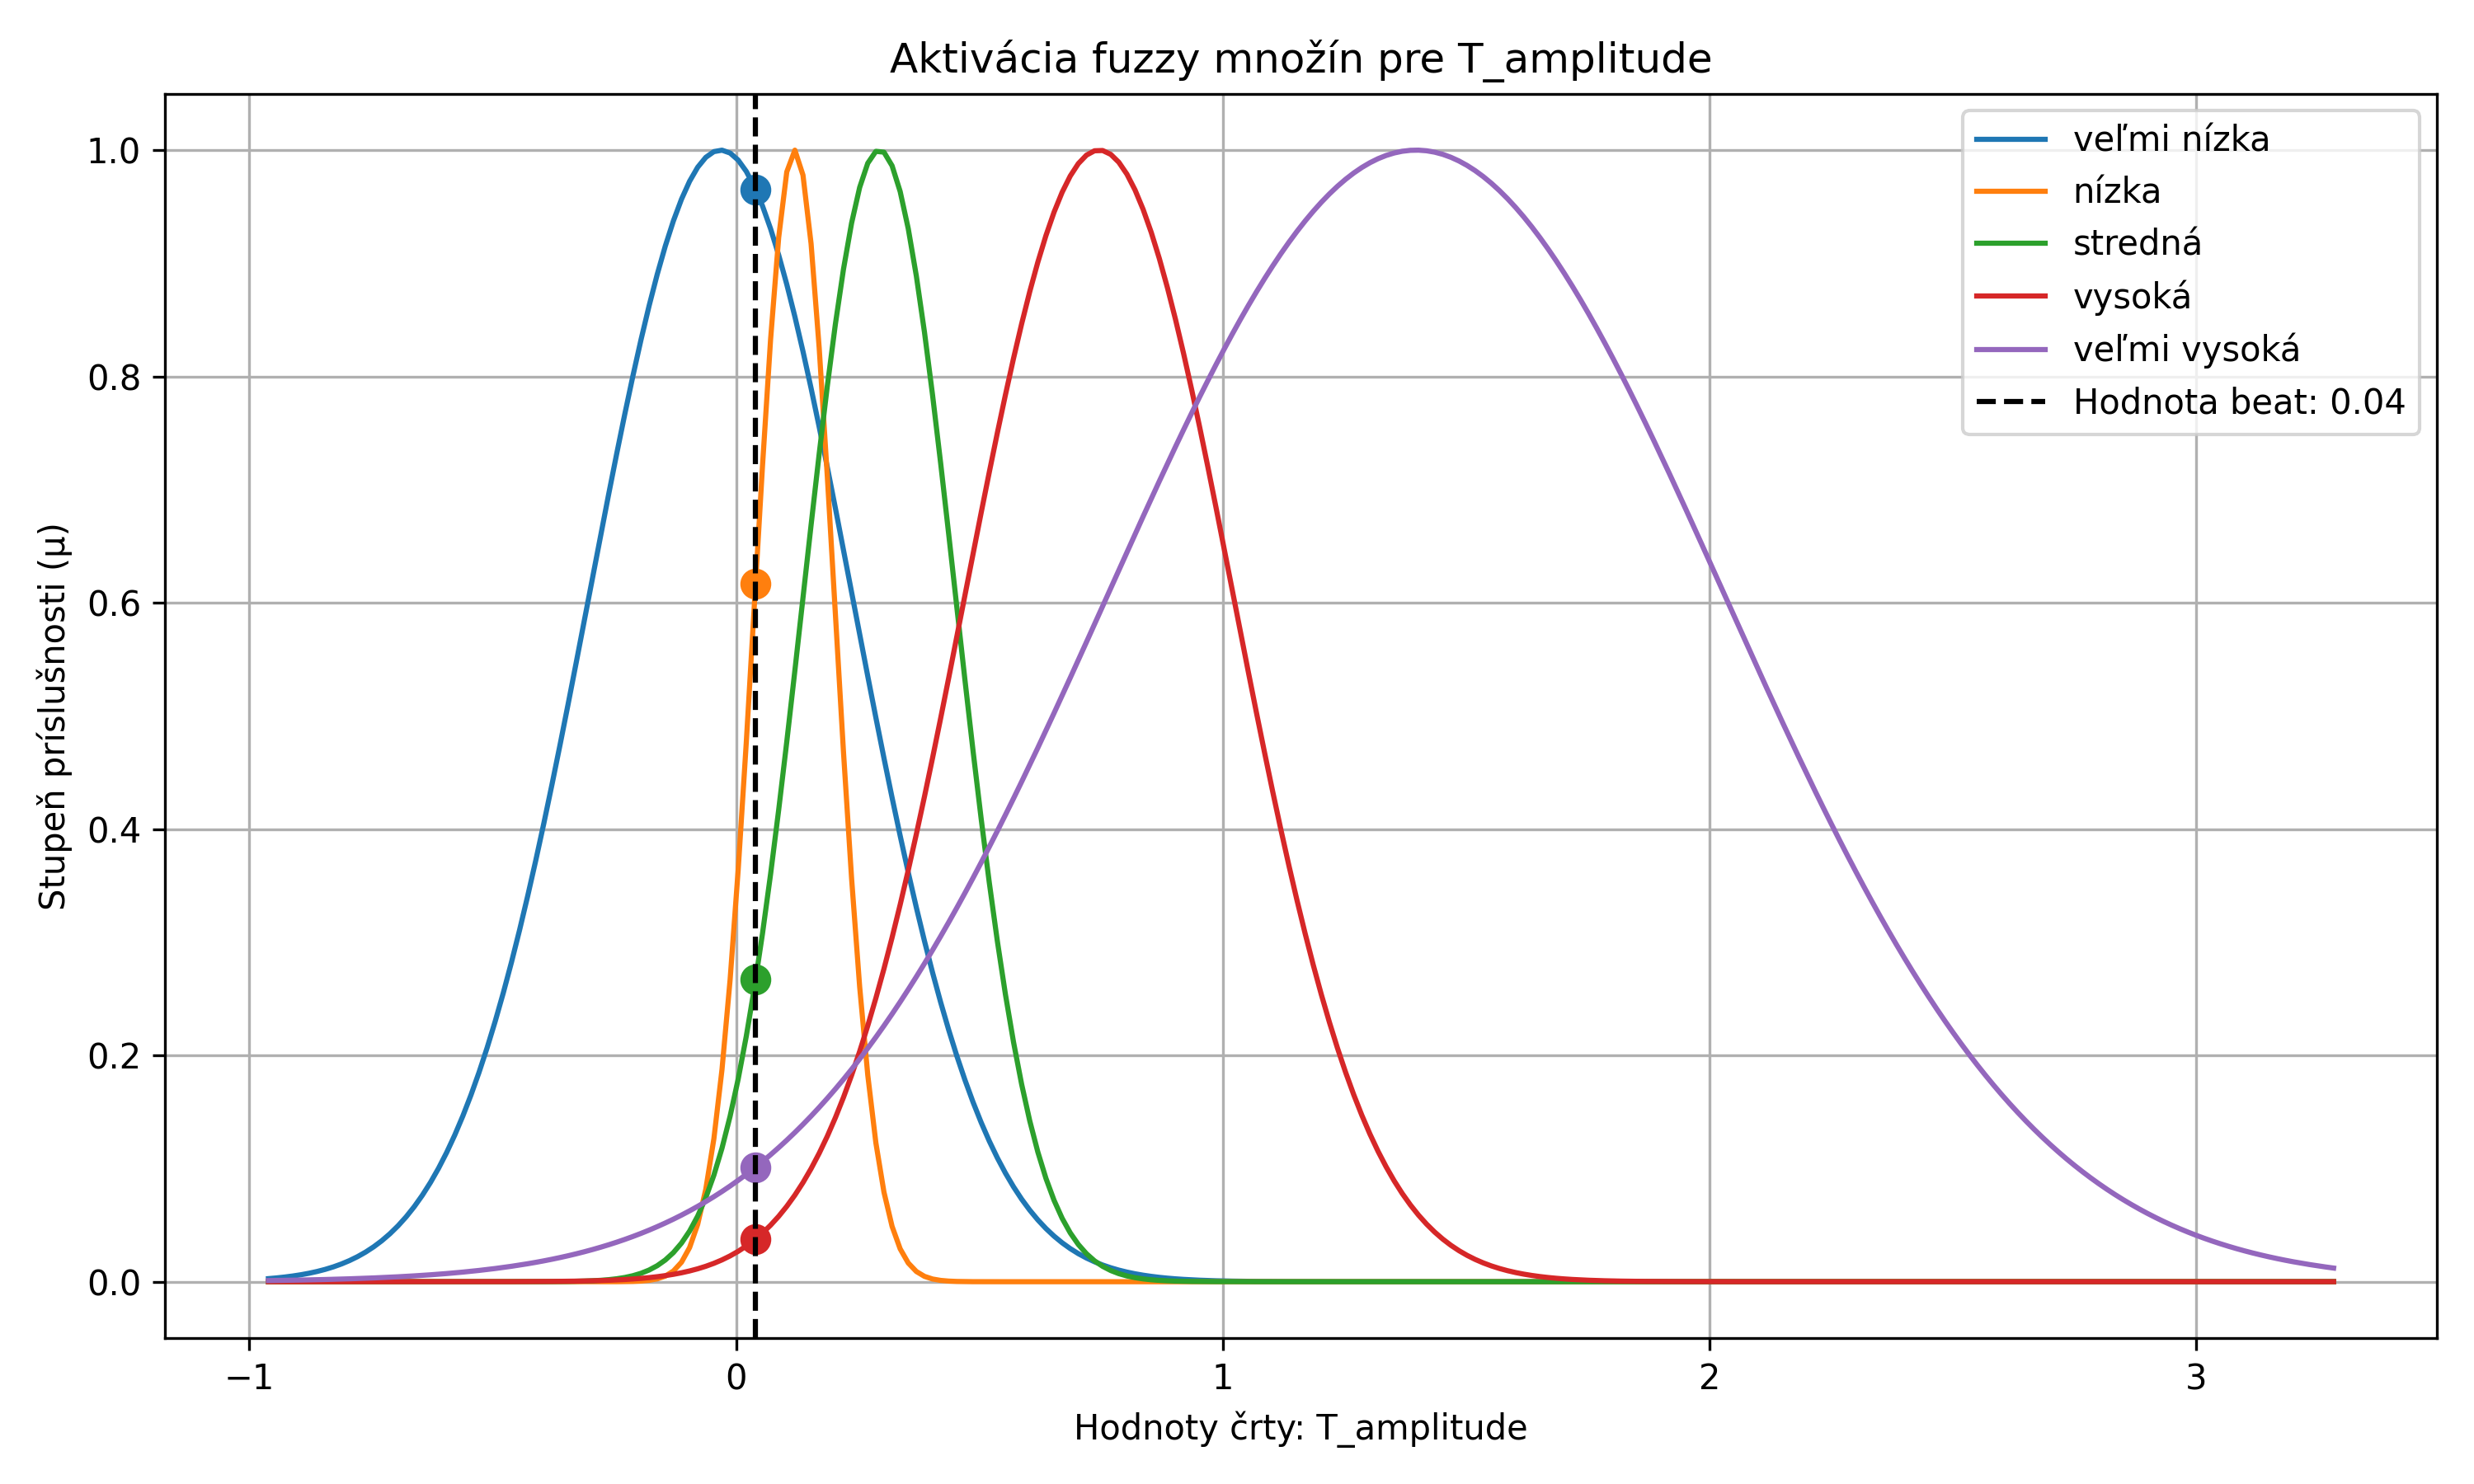 Aktivácia fuzzy množín pre T_amplitude
veľmi nízka
nízka
stredná
vysoká
veľmi vysoká
Hodnota beat: 0.04
Stupeň príslušnosti (μ)
1.0
0.8
0.6
0.4
0.2
0.0
−1 0 1 2 3
Hodnoty črty: T_amplitude